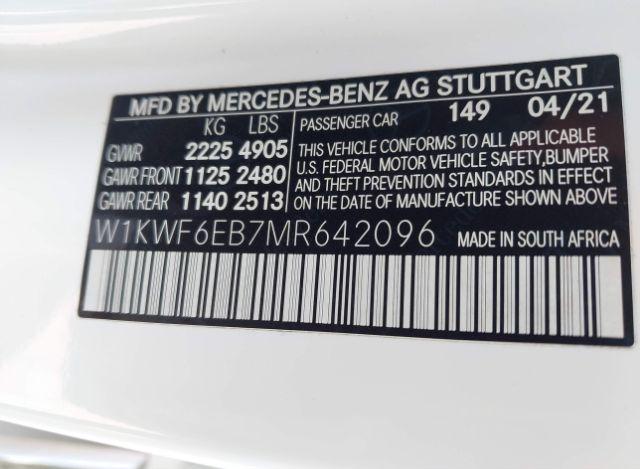 MFD BY MERCEDES-BENZ AG STUTTGART
KG LBS PASSENGER CAR 149 04/21
GVWR 2225 4905
GAWR FRONT 1125 2480
GAWR REAR 1140 2513
THIS VEHICLE CONFORMS TO ALL APPLICABLE
U.S. FEDERAL MOTOR VEHICLE SAFETY,BUMPER
AND THEFT PREVENTION STANDARDS IN EFFECT
ON THE DATE OF MANUFACTURE SHOWN ABOVE
W1KWF6EB7MR642096 MADE IN SOUTH AFRICA